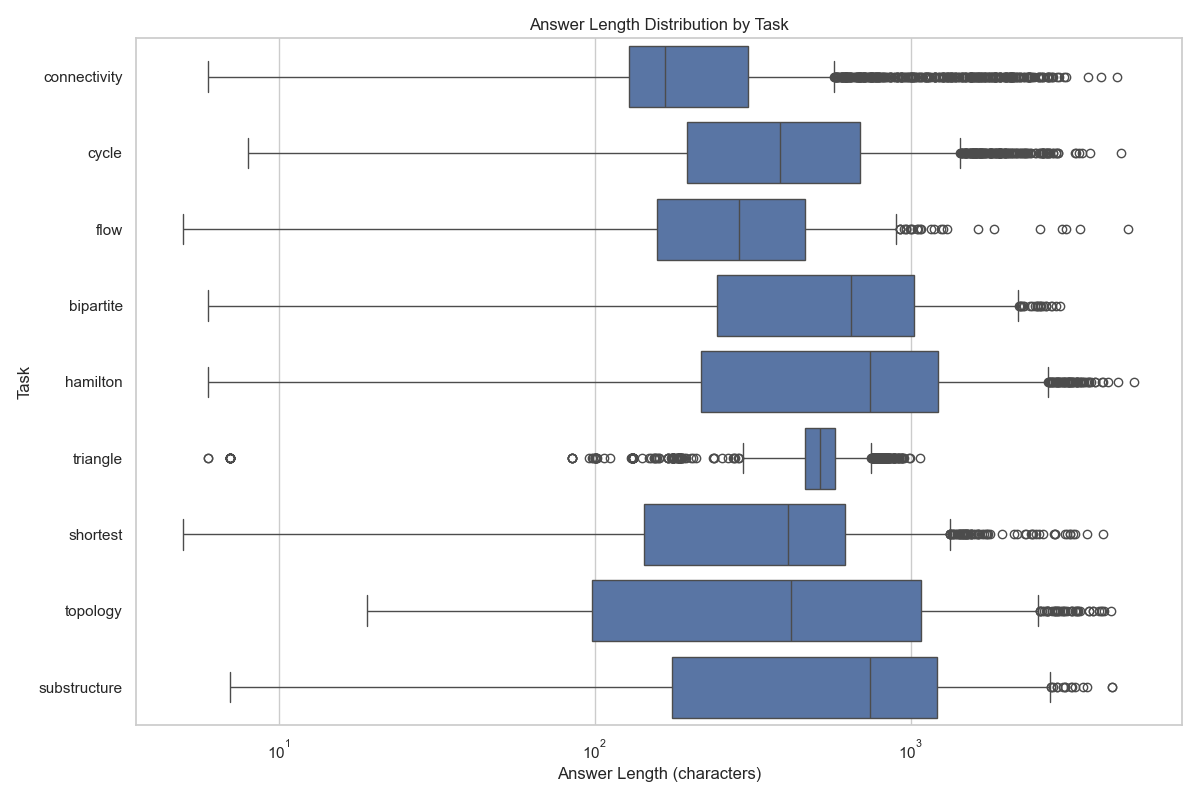 Answer Length Distribution by Task
connectivity
cycle
flow
bipartite
hamilton
triangle
shortest
topology
substructure
Task
10¹ 10² 10³
Answer Length (characters)